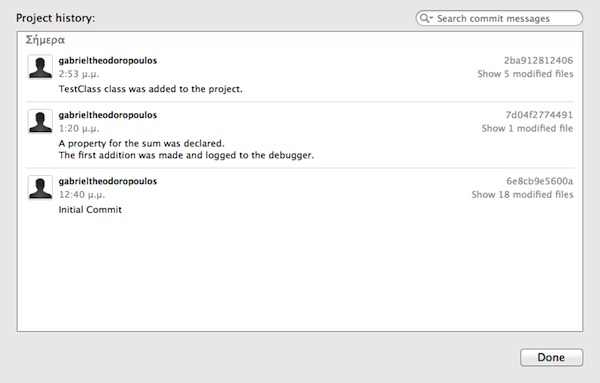 Project history:
Search commit messages
Σήμερα
gabrieltheodoropoulos
2ba912812406
2:53 μ.μ.
Show 5 modified files
TestClass class was added to the project.
gabrieltheodoropoulos
7d04f2774491
1:20 μ.μ.
Show 1 modified file
A property for the sum was declared.
The first addition was made and logged to the debugger.
gabrieltheodoropoulos
6e8cb9e5600a
12:40 μ.μ.
Show 18 modified files
Initial Commit
Done